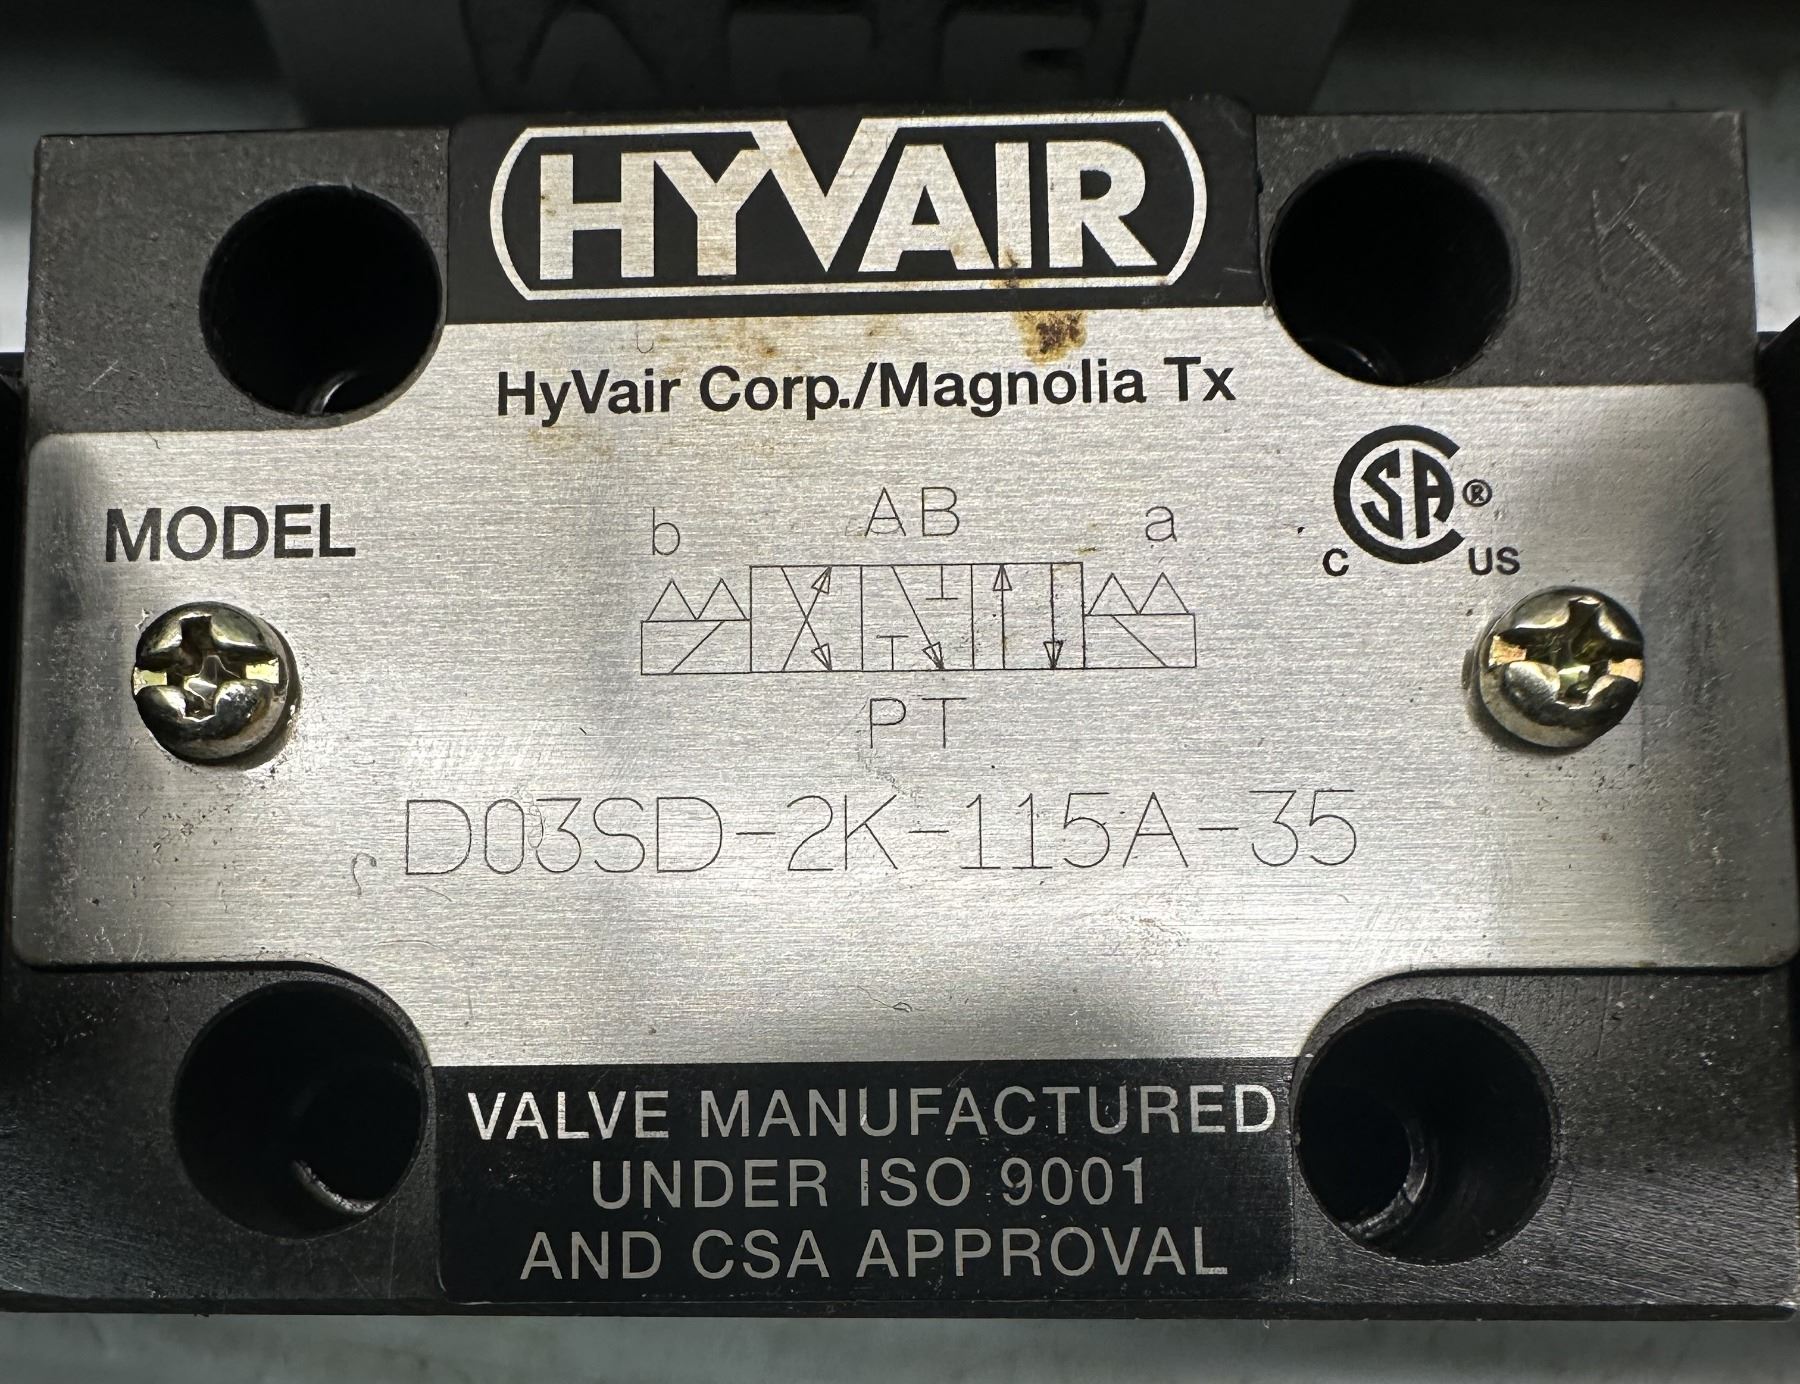 HYVAIR
HyVair Corp./Magnolia Tx
MODEL
b AB a
CSA®
C US
PT
D03SD-2K-115A-35
VALVE MANUFACTURED
UNDER ISO 9001
AND CSA APPROVAL